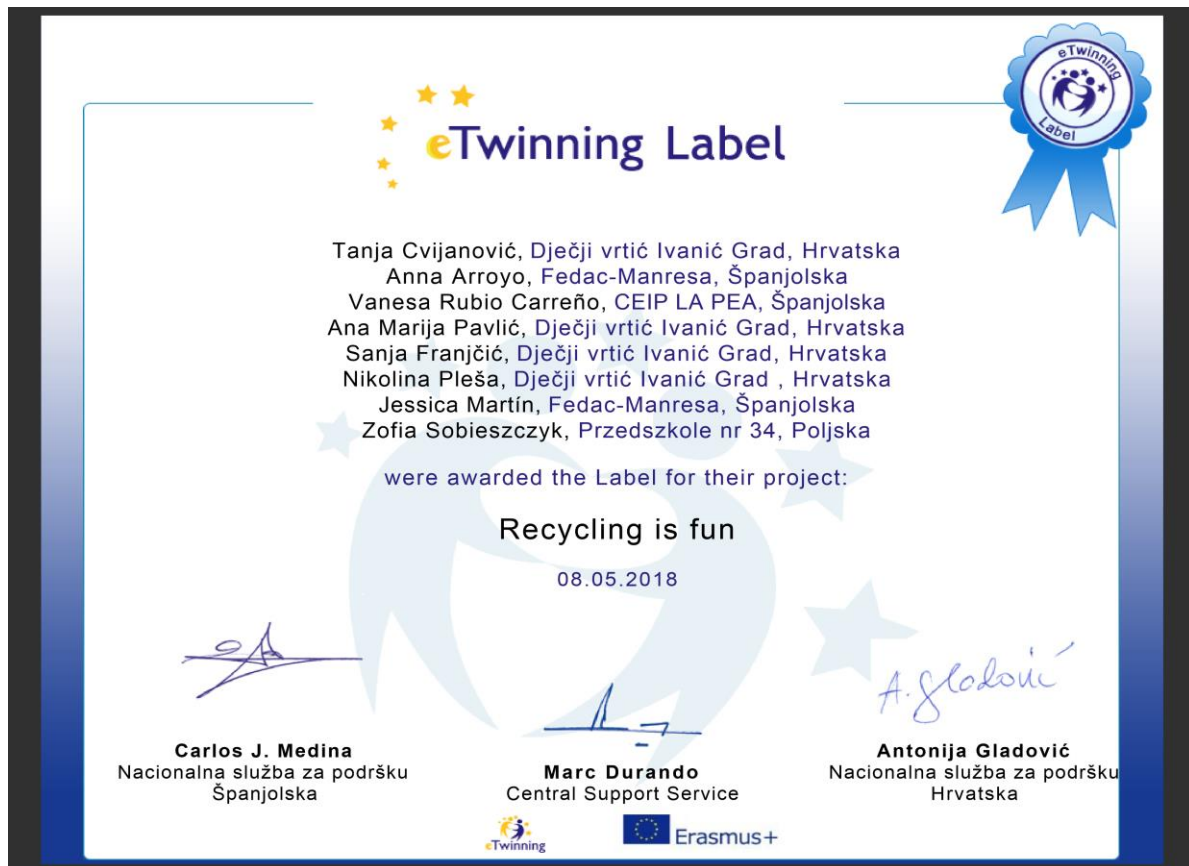 eTwinning
Label
eTwinning Label
Tanja Cvijanović, Dječji vrtić Ivanić Grad, Hrvatska
Anna Arroyo, Fedac-Manresa, Španjolska
Vanesa Rubio Carreño, CEIP LA PEA, Španjolska
Ana Marija Pavlić, Dječji vrtić Ivanić Grad, Hrvatska
Sanja Franjčić, Dječji vrtić Ivanić Grad, Hrvatska
Nikolina Pleša, Dječji vrtić Ivanić Grad , Hrvatska
Jessica Martín, Fedac-Manresa, Španjolska
Zofia Sobieszczyk, Przedszkole nr 34, Poljska
were awarded the Label for their project:
Recycling is fun
08.05.2018
A. Gladović
Carlos J. Medina
Nacionalna služba za podršku
Španjolska
Marc Durando
Central Support Service
Antonija Gladović
Nacionalna služba za podršku
Hrvatska
eTwinning
Erasmus+